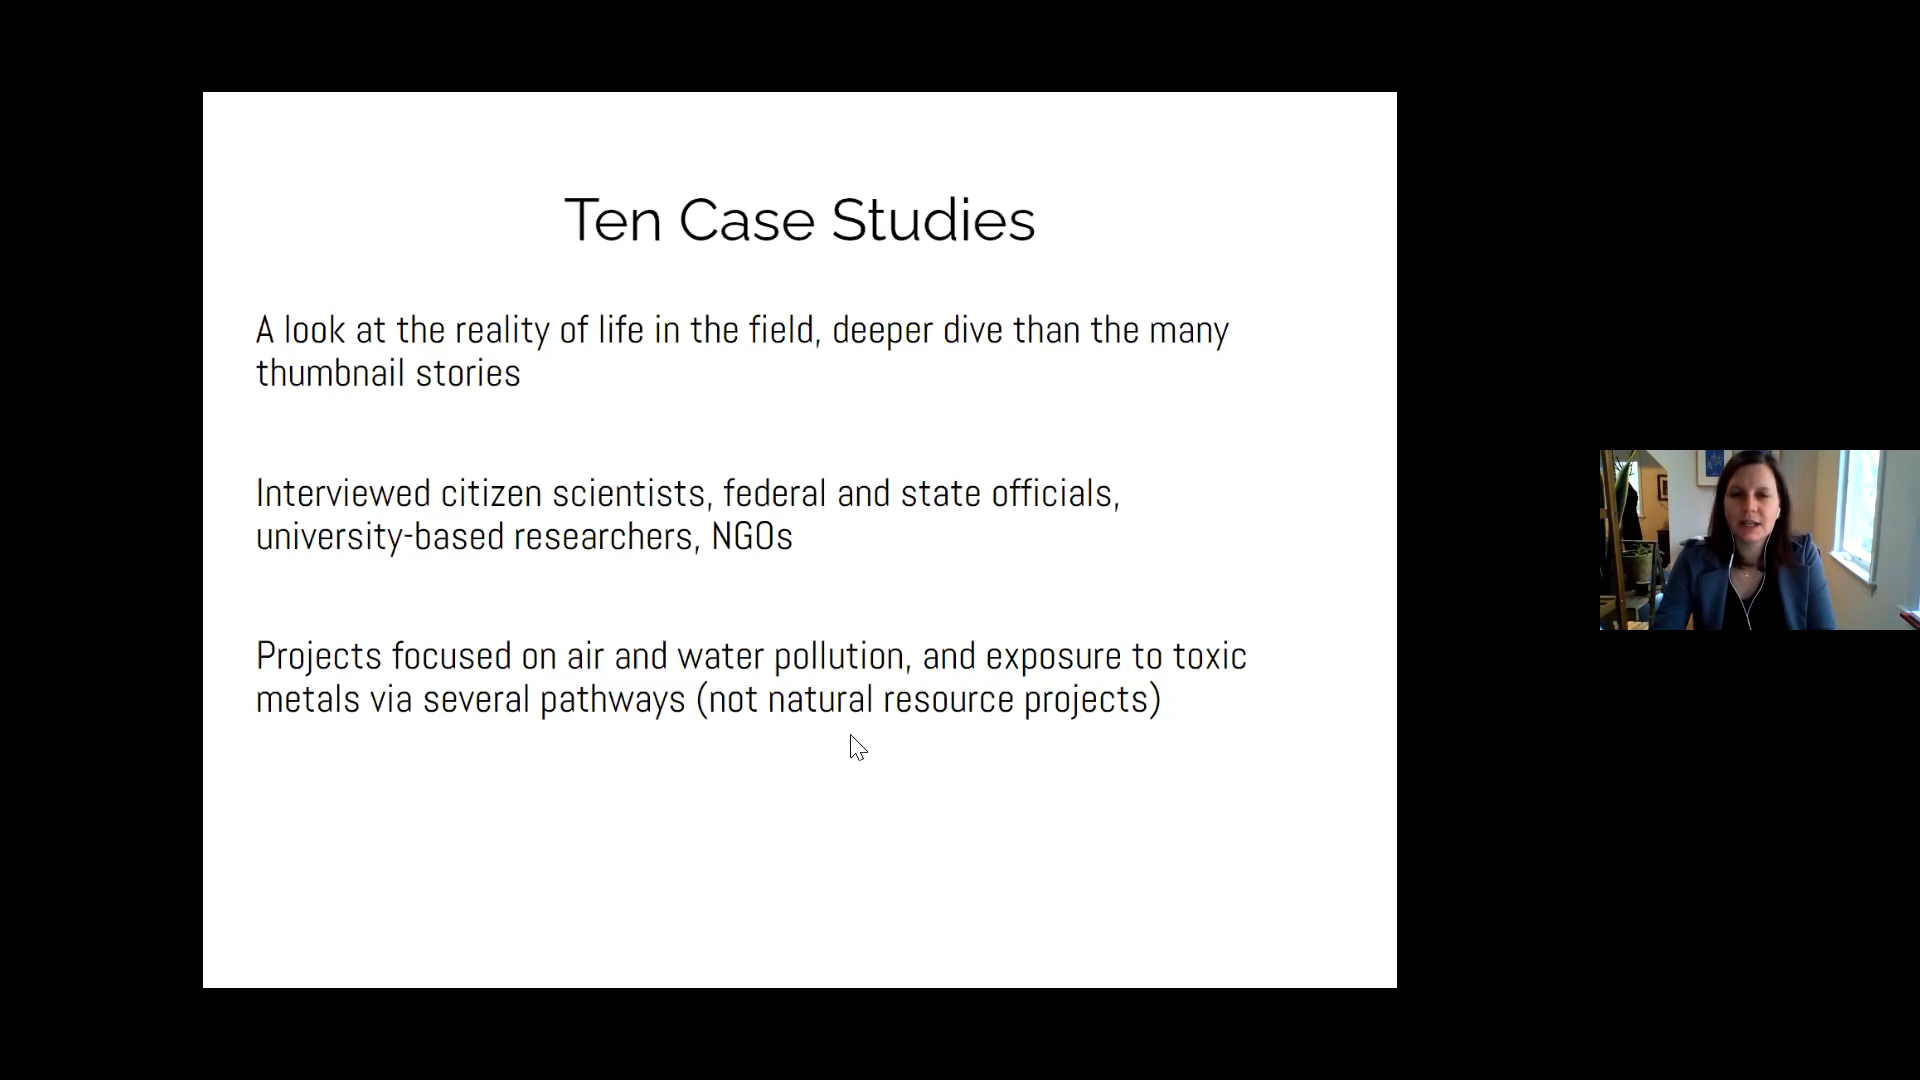 Ten Case Studies
A look at the reality of life in the field, deeper dive than the many
thumbnail stories
Interviewed citizen scientists, federal and state officials,
university-based researchers, NGOs
Projects focused on air and water pollution, and exposure to toxic
metals via several pathways (not natural resource projects)